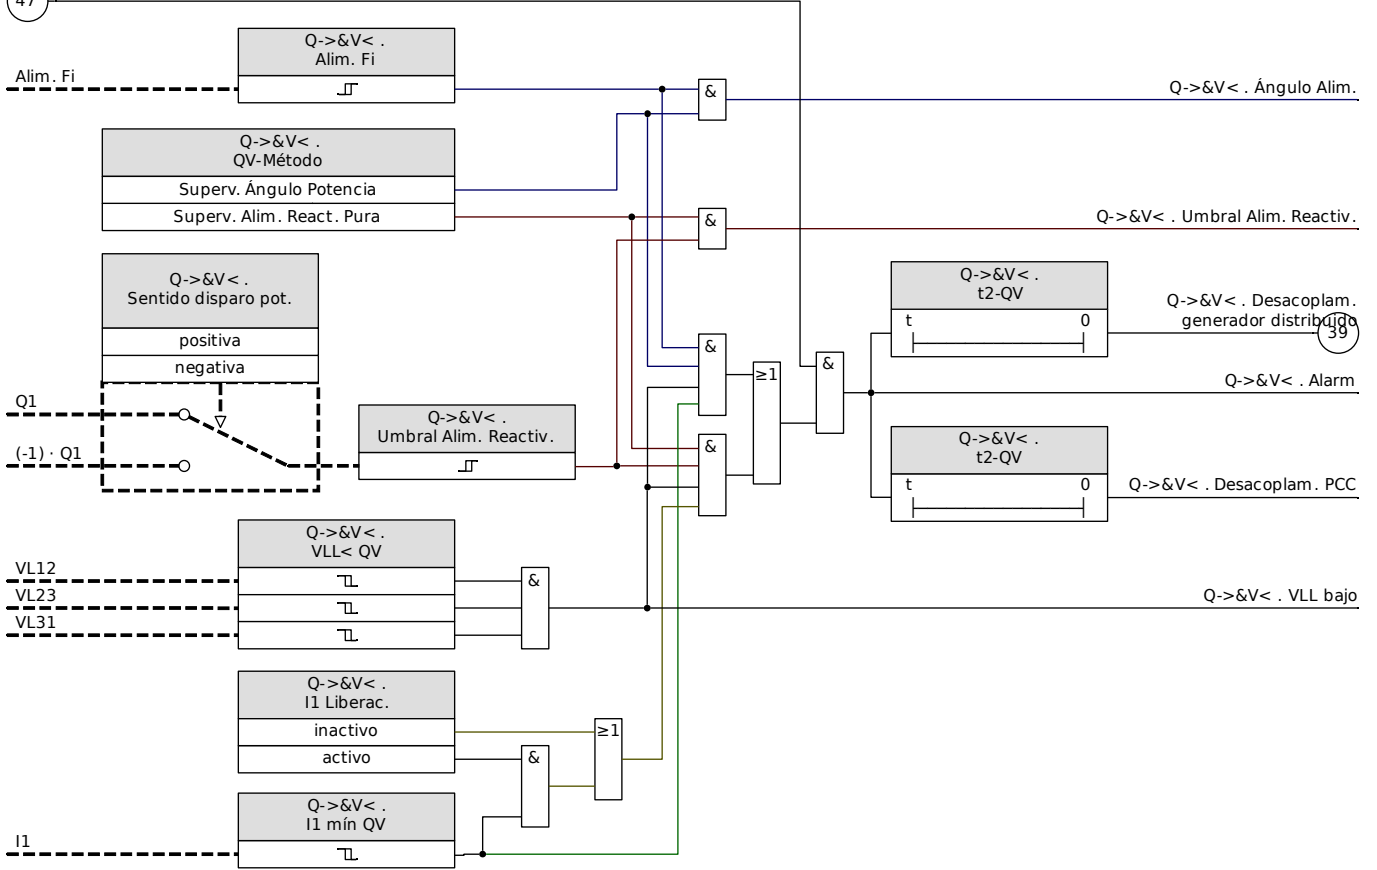 47
Q->&V< .
Alim. Fi
Alim. Fi
&
Q->&V< . Ángulo Alim.
Q->&V< .
QV-Método
Superv. Ángulo Potencia
Superv. Alim. React. Pura
&
Q->&V< . Umbral Alim. Reactiv.
Q->&V< .
Sentido disparo pot.
positiva
negativa
Q->&V< .
t2-QV
t 0
Q->&V< . Desacoplam.
generador distribuido
39
&
≥1
&
Q->&V< . Alarm
Q1
(-1) · Q1
Q->&V< .
Umbral Alim. Reactiv.
&
Q->&V< .
t2-QV
t 0
Q->&V< . Desacoplam. PCC
Q->&V< .
VLL< QV
VL12
VL23
VL31
&
Q->&V< . VLL bajo
Q->&V< .
I1 Liberac.
inactivo
activo
≥1
&
Q->&V< .
I1 mín QV
I1